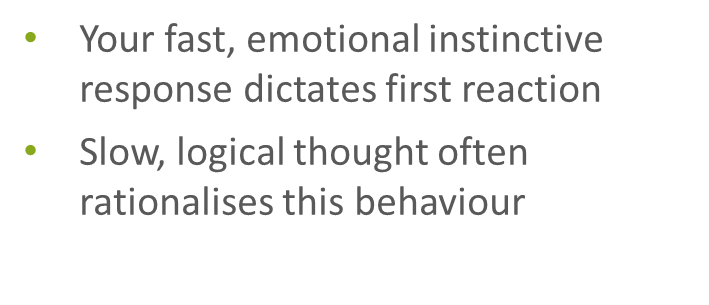 • Your fast, emotional instinctive
response dictates first reaction
• Slow, logical thought often
rationalises this behaviour